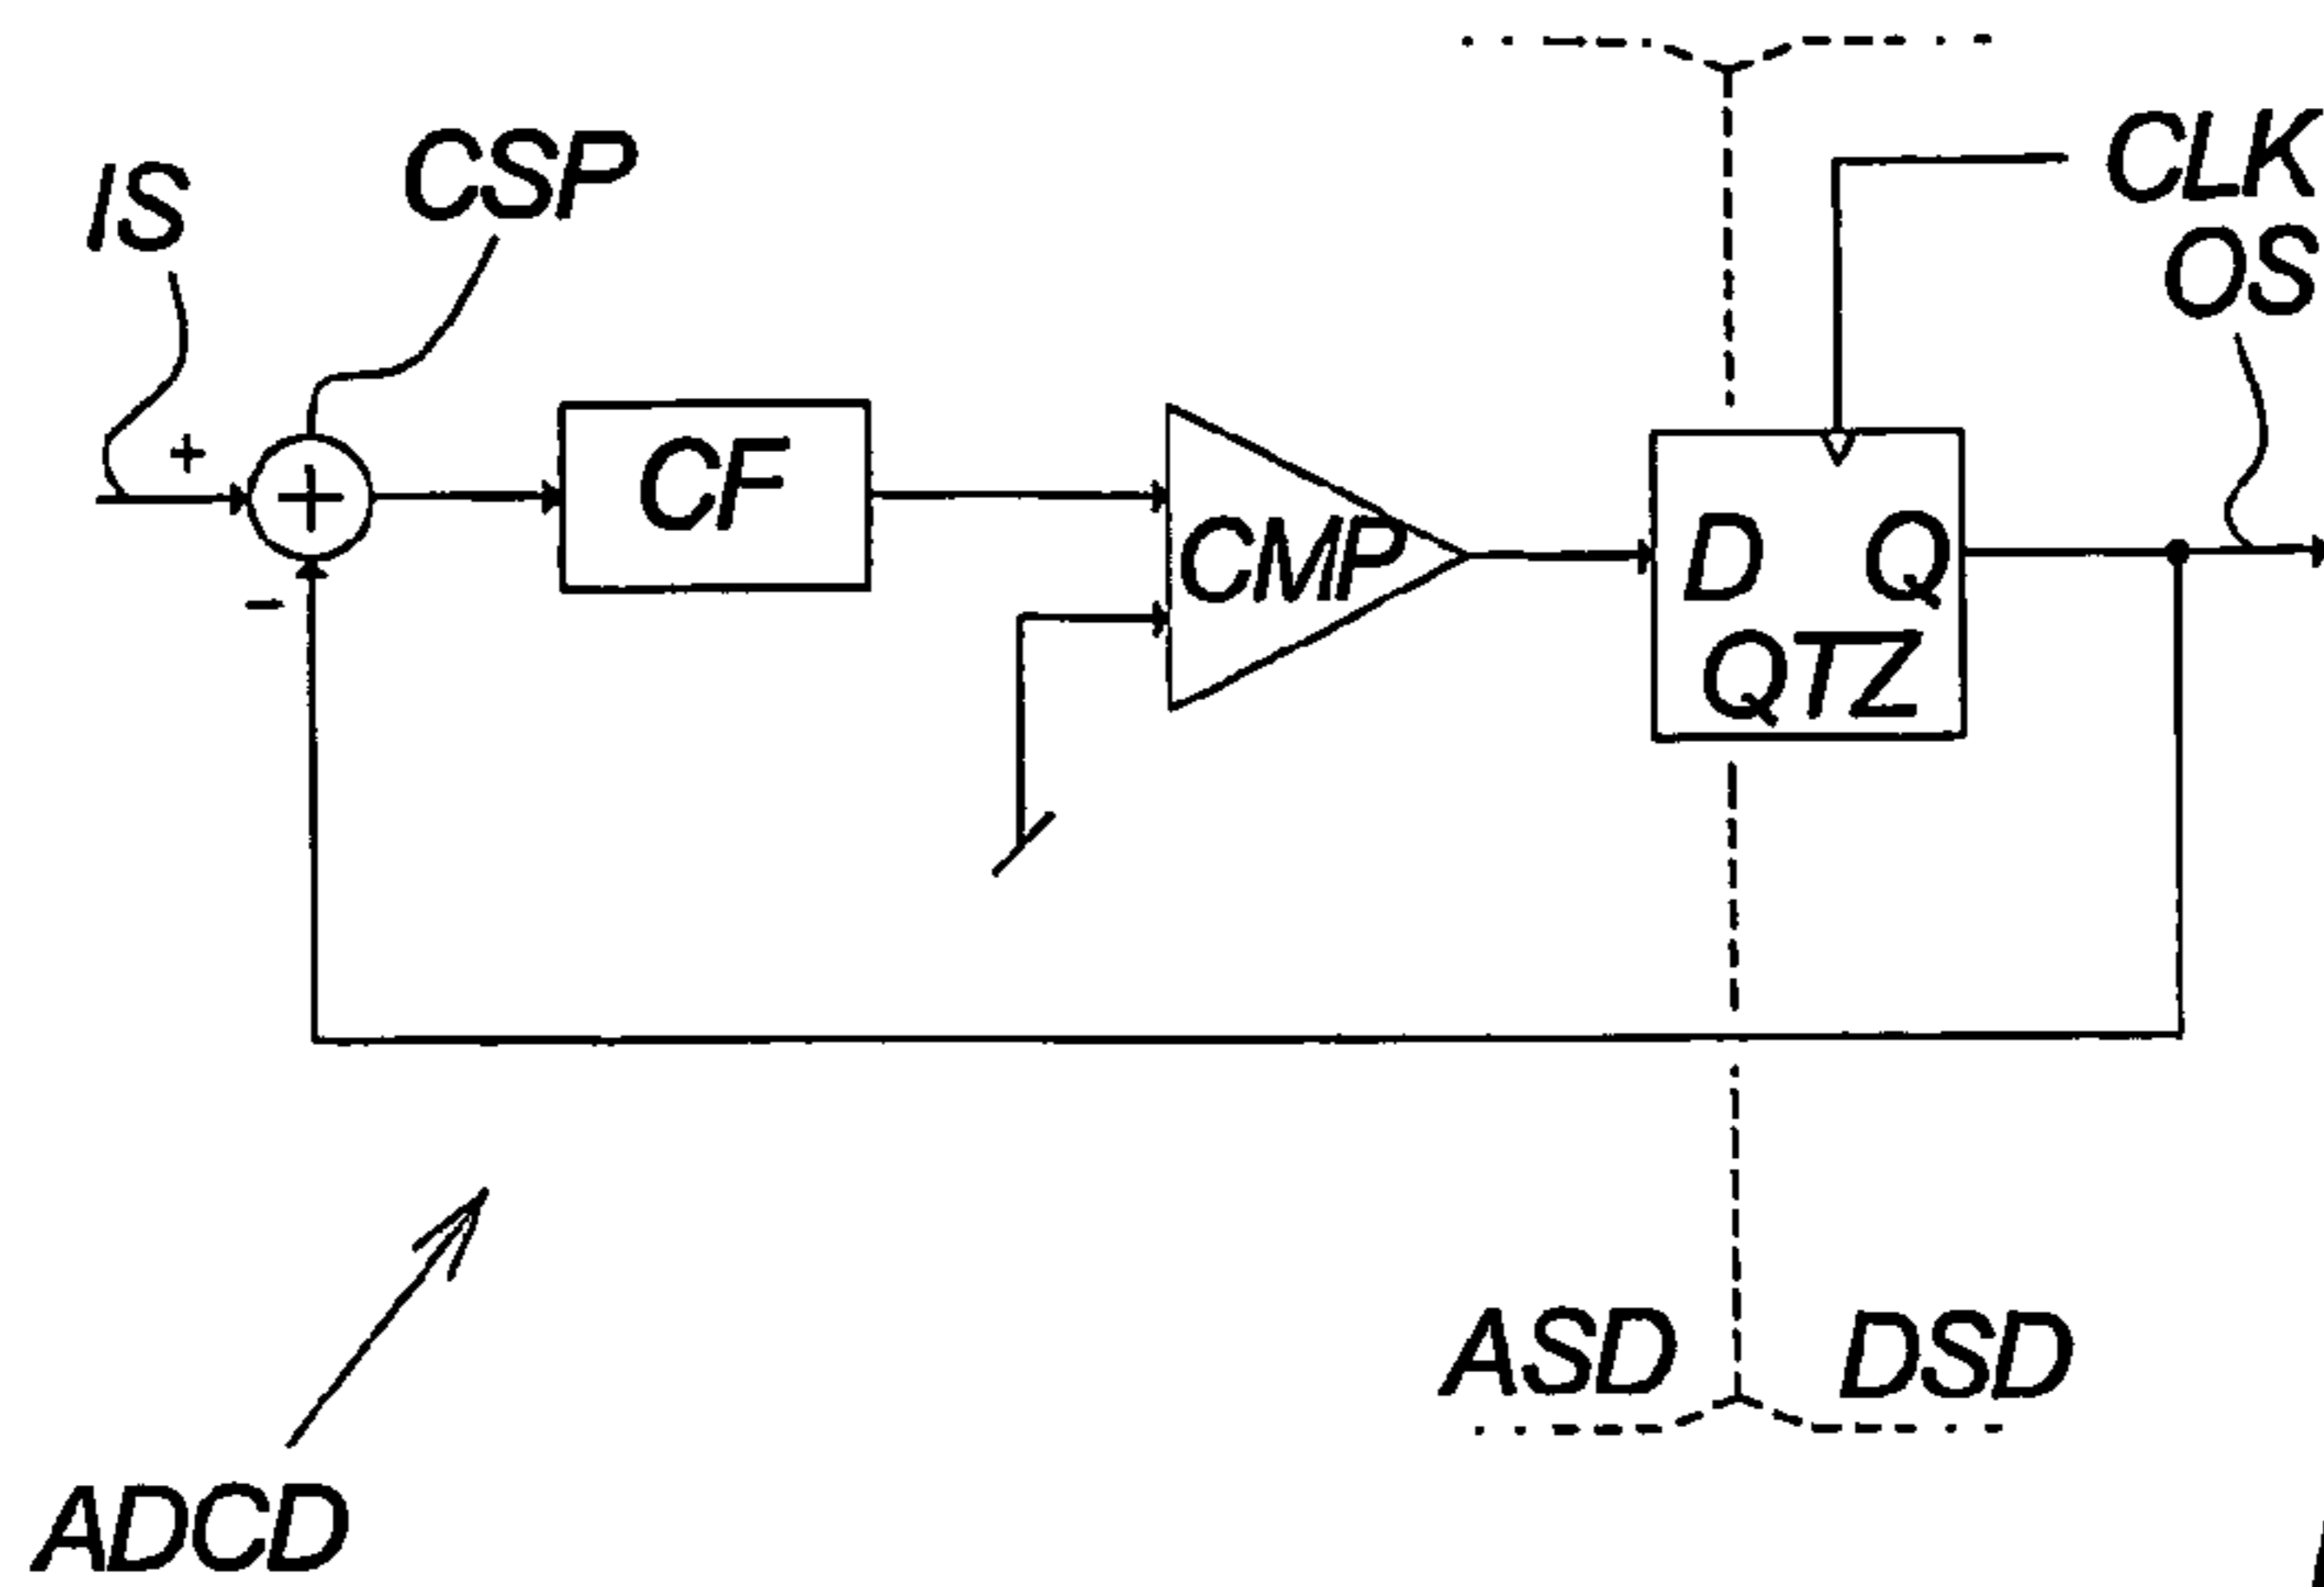 IS
CSP
CLK
OS
+
+
CF
CMP
D Q
QTZ
-
ASD DSD
ADCD